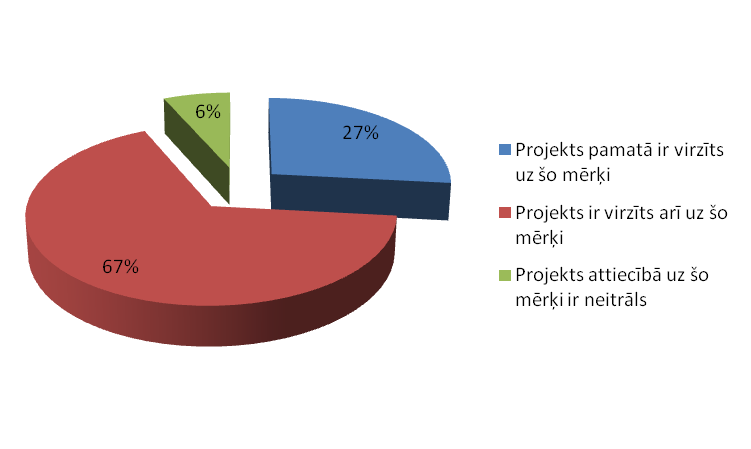 6%
27%
67%
Projekts pamatā ir virzīts
uz šo mērķi
Projekts ir virzīts arī uz šo
mērķi
Projekts attiecībā uz šo
mērķi ir neitrāls